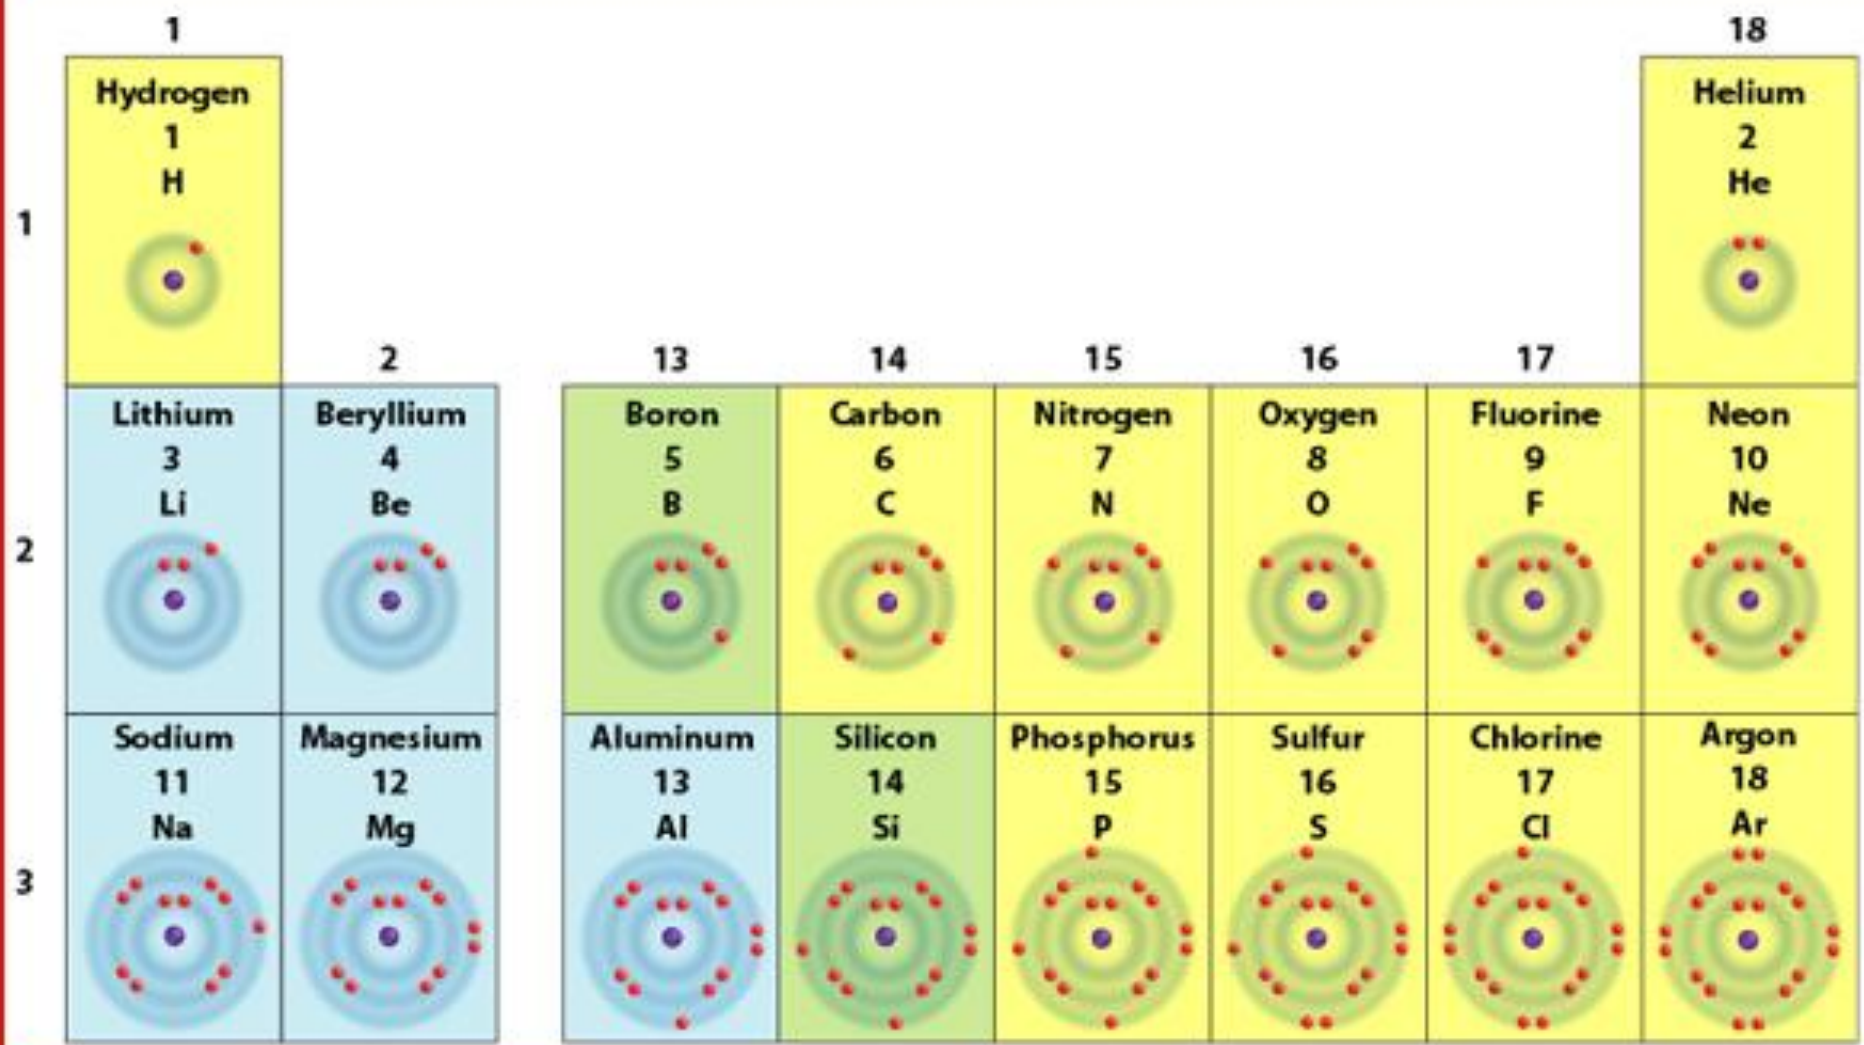 1 18
Hydrogen Helium
1 2
H He
1
2 13 14 15 16 17
Lithium Beryllium Boron Carbon Nitrogen Oxygen Fluorine Neon
3 4 5 6 7 8 9 10
Li Be B C N O F Ne
2
Sodium Magnesium Aluminum Silicon Phosphorus Sulfur Chlorine Argon
11 12 13 14 15 16 17 18
Na Mg Al Si P S Cl Ar
3